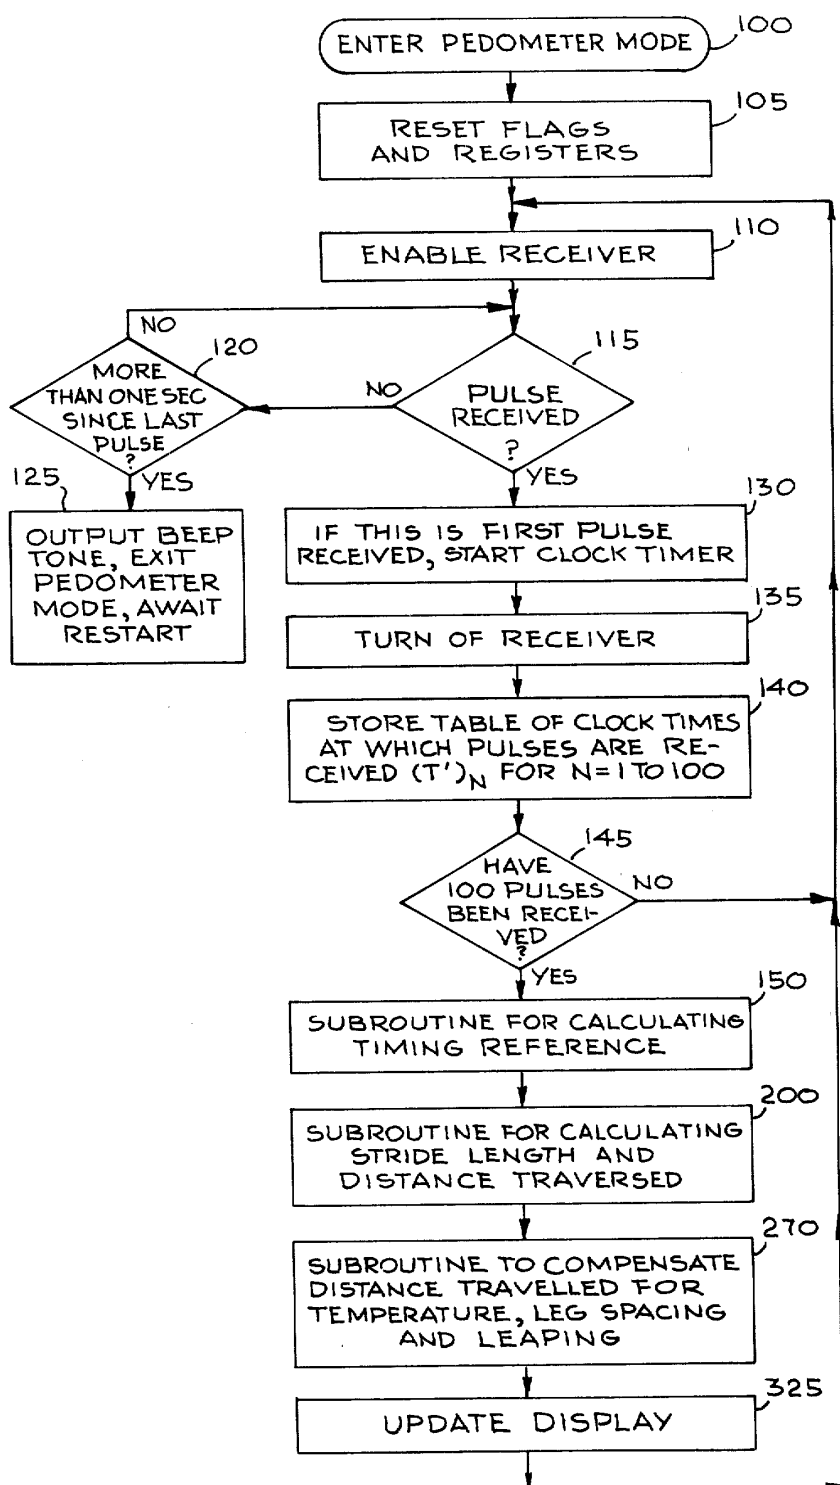 ENTER PEDOMETER MODE
100
RESET FLAGS
AND REGISTERS
105
ENABLE RECEIVER
110
PULSE
RECEIVED
?
115
NO
YES
MORE
THAN ONE SEC
SINCE LAST
PULSE
?
120
NO
YES
125
OUTPUT BEEP
TONE, EXIT
PEDOMETER
MODE, AWAIT
RESTART
130
IF THIS IS FIRST PULSE
RECEIVED, START CLOCK TIMER
135
TURN OF RECEIVER
140
STORE TABLE OF CLOCK TIMES
AT WHICH PULSES ARE RE-
CEIVED (T')N FOR N=1 TO 100
145
HAVE
100 PULSES
BEEN RECEI-
VED
?
NO
YES
150
SUBROUTINE FOR CALCULATING
TIMING REFERENCE
200
SUBROUTINE FOR CALCULATING
STRIDE LENGTH AND
DISTANCE TRAVERSED
270
SUBROUTINE TO COMPENSATE
DISTANCE TRAVELLED FOR
TEMPERATURE, LEG SPACING
AND LEAPING
325
UPDATE DISPLAY